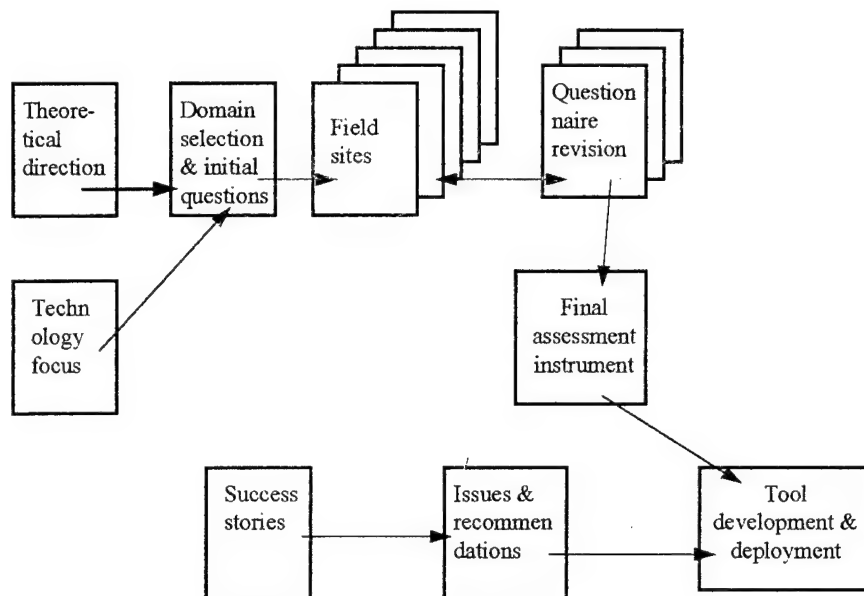 Theore-
tical
direction
Domain
selection
& initial
questions
Field
sites
Question
naire
revision
Techn
ology
focus
Final
assessment
instrument
Success
stories
Issues &
recommen
dations
Tool
development &
deployment